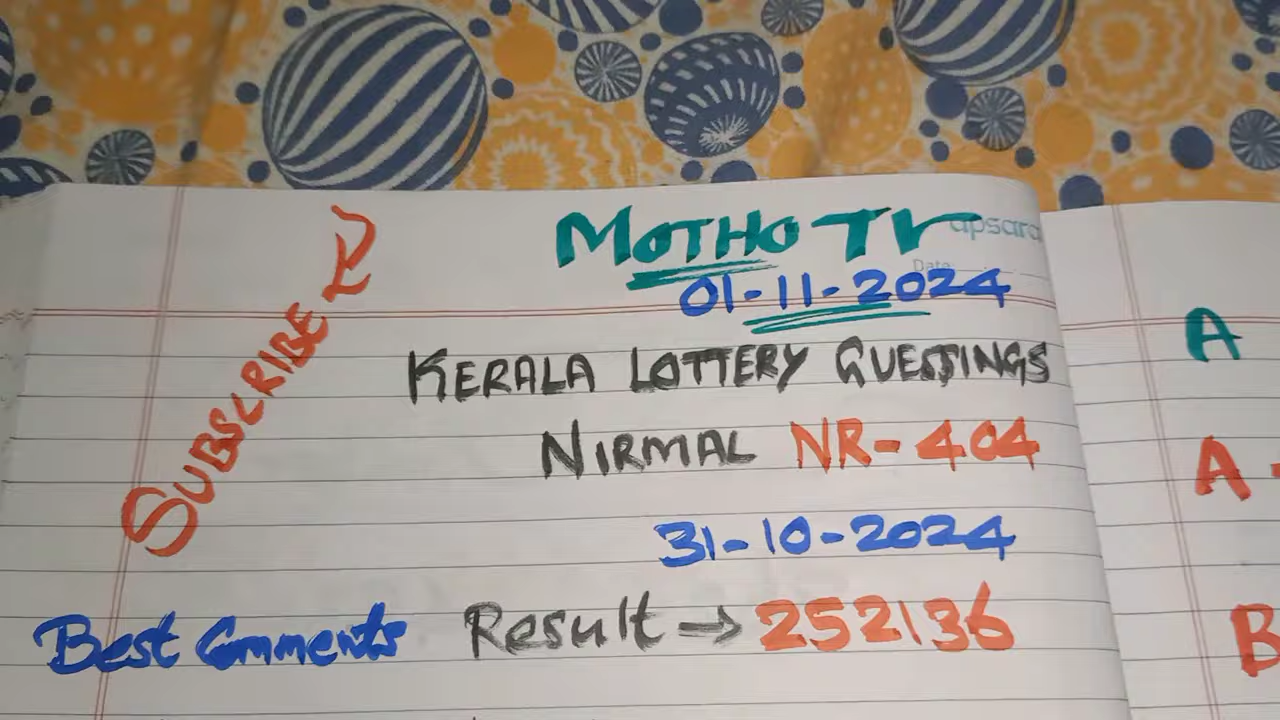 MOTHO TV
apsara
Date
01-11-2024
SUBSCRIBE
KERALA LOTTERY GUESSINGS
NIRMAL NR-404
31-10-2024
Best Comments Result → 252136
A
A -
B